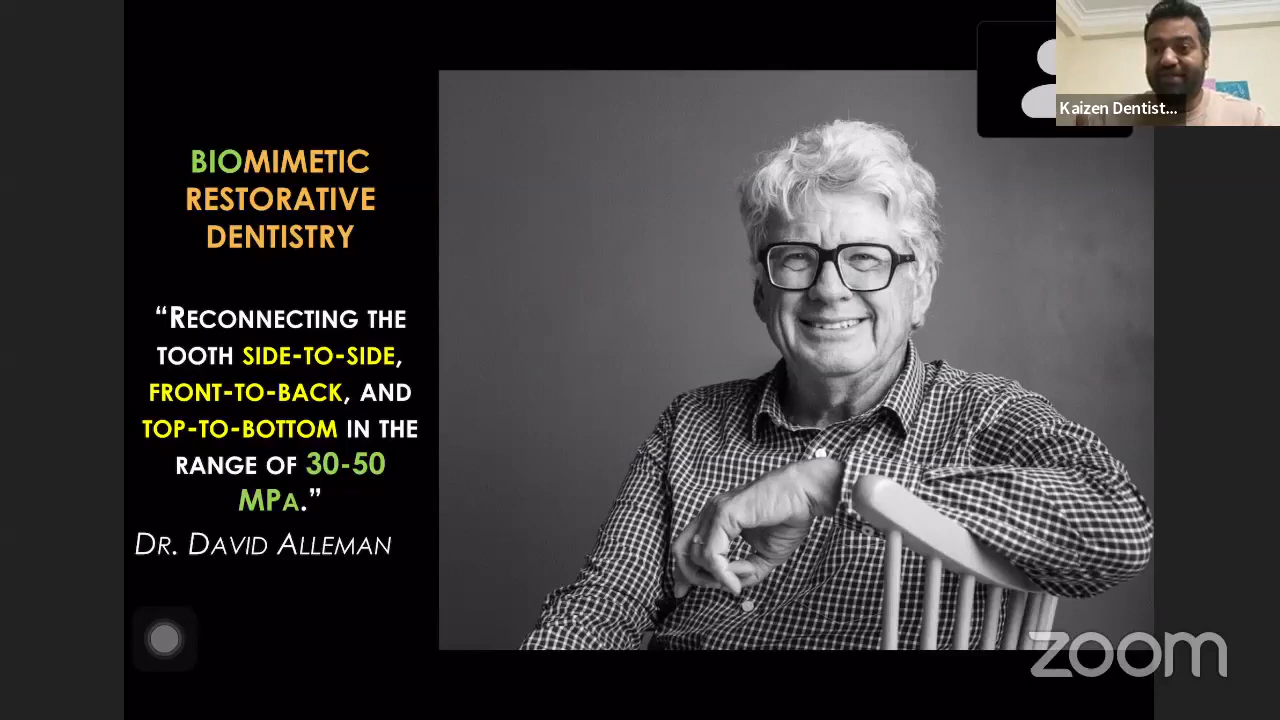 BIOMIMETIC
RESTORATIVE
DENTISTRY
“RECONNECTING THE
TOOTH SIDE-TO-SIDE,
FRONT-TO-BACK, AND
TOP-TO-BOTTOM IN THE
RANGE OF 30-50
MPA.”
DR. DAVID ALLEMAN
Kaizen Dentist...
zoom